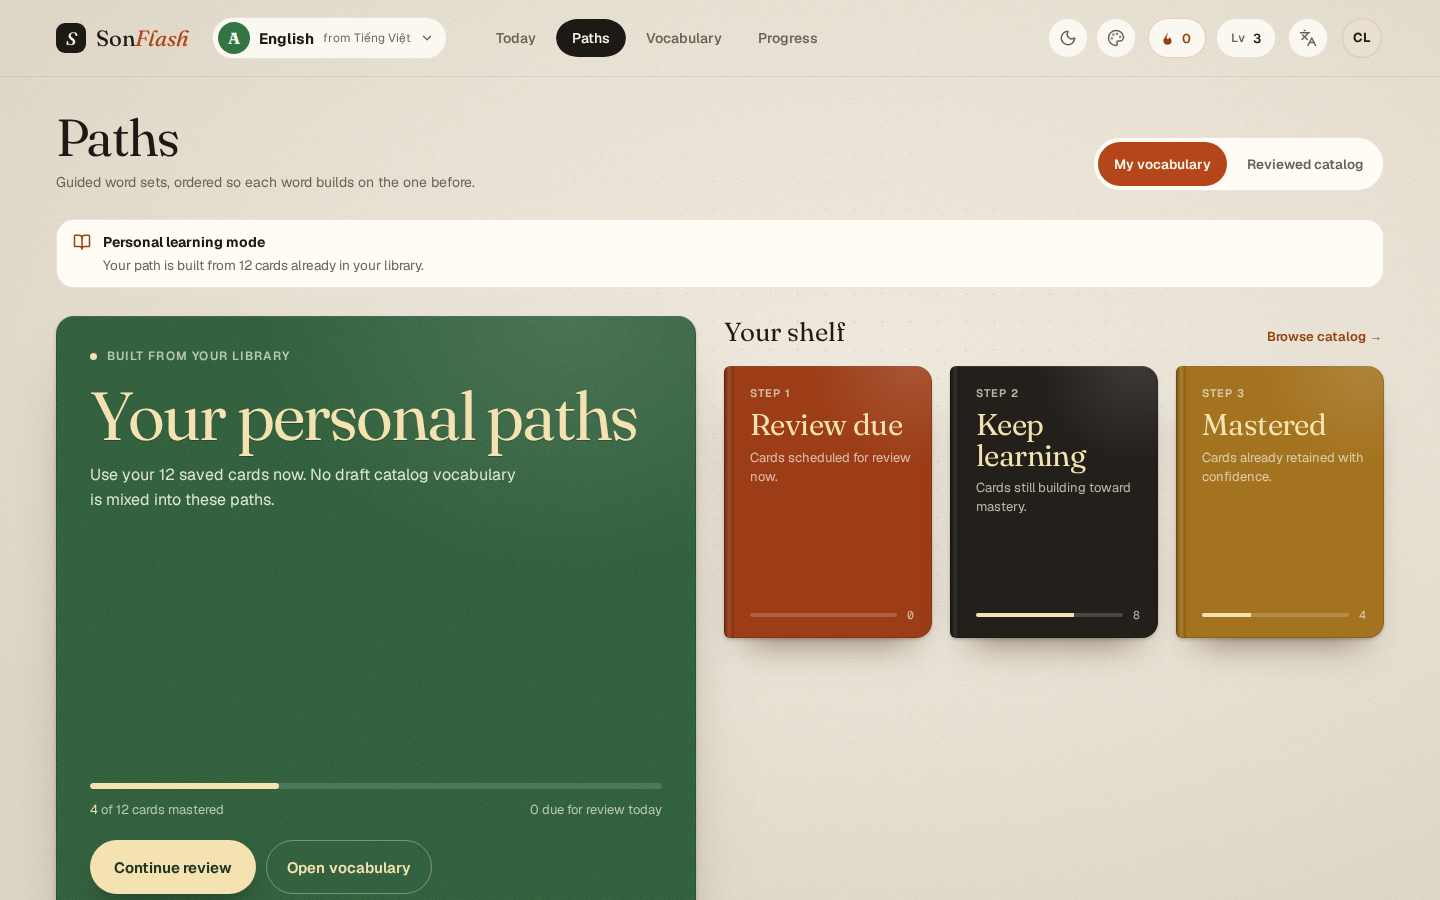 S SonFlash
A English from Tiếng Việt
Today Paths Vocabulary Progress
0
Lv 3
CL
Paths
Guided word sets, ordered so each word builds on the one before.
My vocabulary Reviewed catalog
Personal learning mode
Your path is built from 12 cards already in your library.
BUILT FROM YOUR LIBRARY
Your personal paths
Use your 12 saved cards now. No draft catalog vocabulary
is mixed into these paths.
4 of 12 cards mastered 0 due for review today
Continue review Open vocabulary
Your shelf
Browse catalog →
STEP 1
Review due
Cards scheduled for review
now.
0
STEP 2
Keep
learning
Cards still building toward
mastery.
8
STEP 3
Mastered
Cards already retained with
confidence.
4